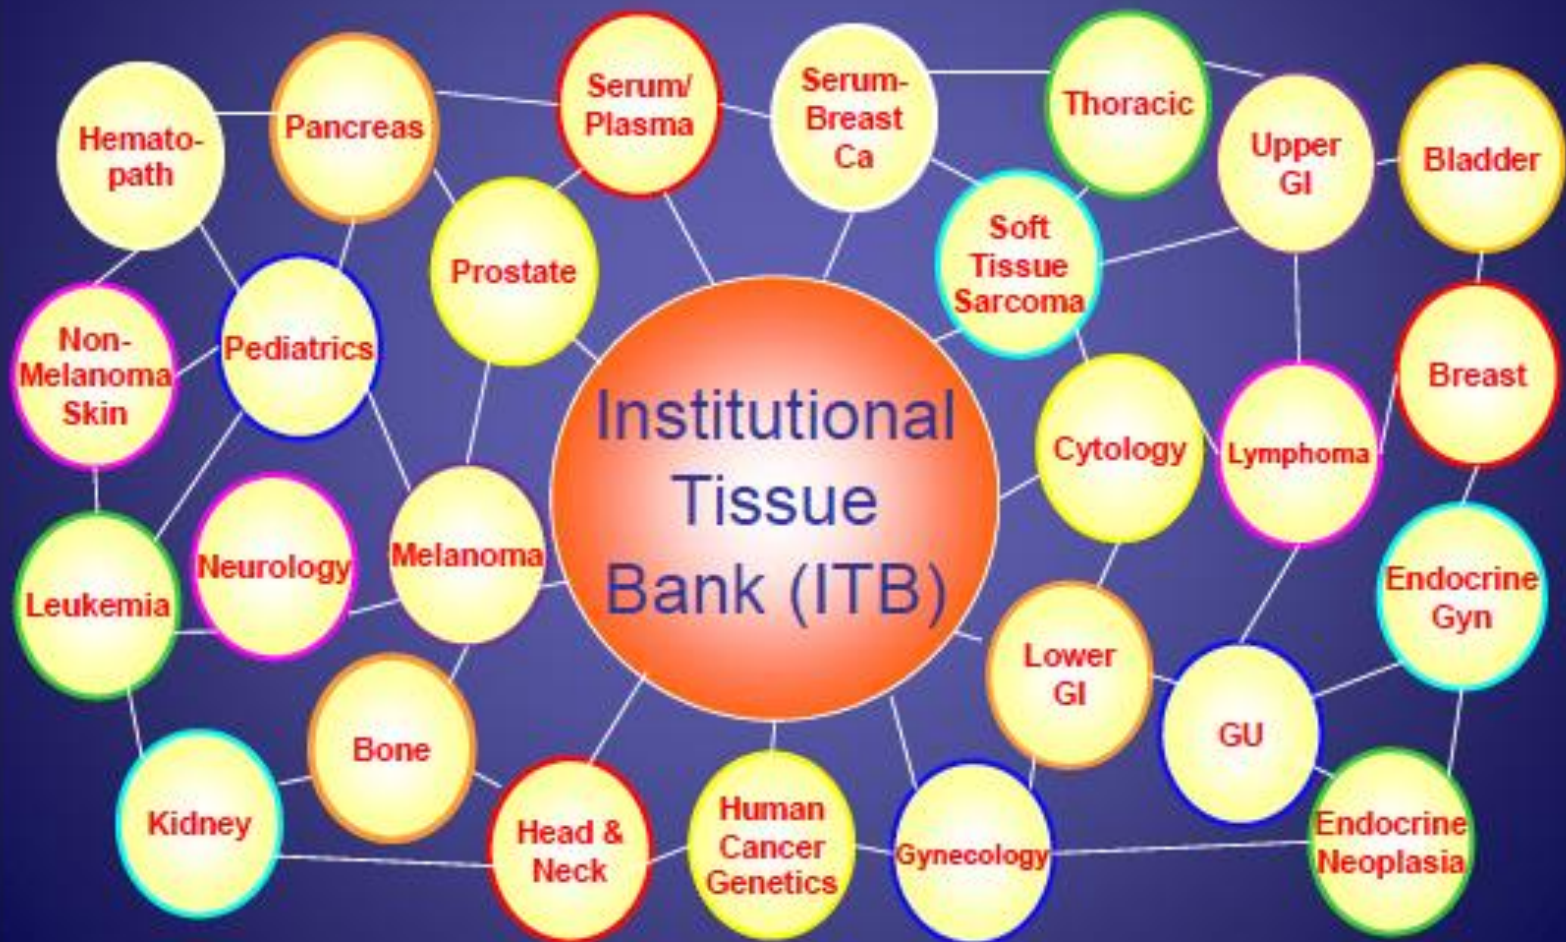 Hemato-
path
Pancreas
Serum/
Plasma
Serum-
Breast
Ca
Thoracic
Upper
GI
Bladder
Prostate
Soft
Tissue
Sarcoma
Non-
Melanoma
Skin
Pediatrics
Breast
Institutional
Tissue
Bank (ITB)
Cytology
Lymphoma
Leukemia
Neurology
Melanoma
Endocrine
Gyn
Lower
GI
GU
Bone
Kidney
Head &
Neck
Human
Cancer
Genetics
Gynecology
Endocrine
Neoplasia